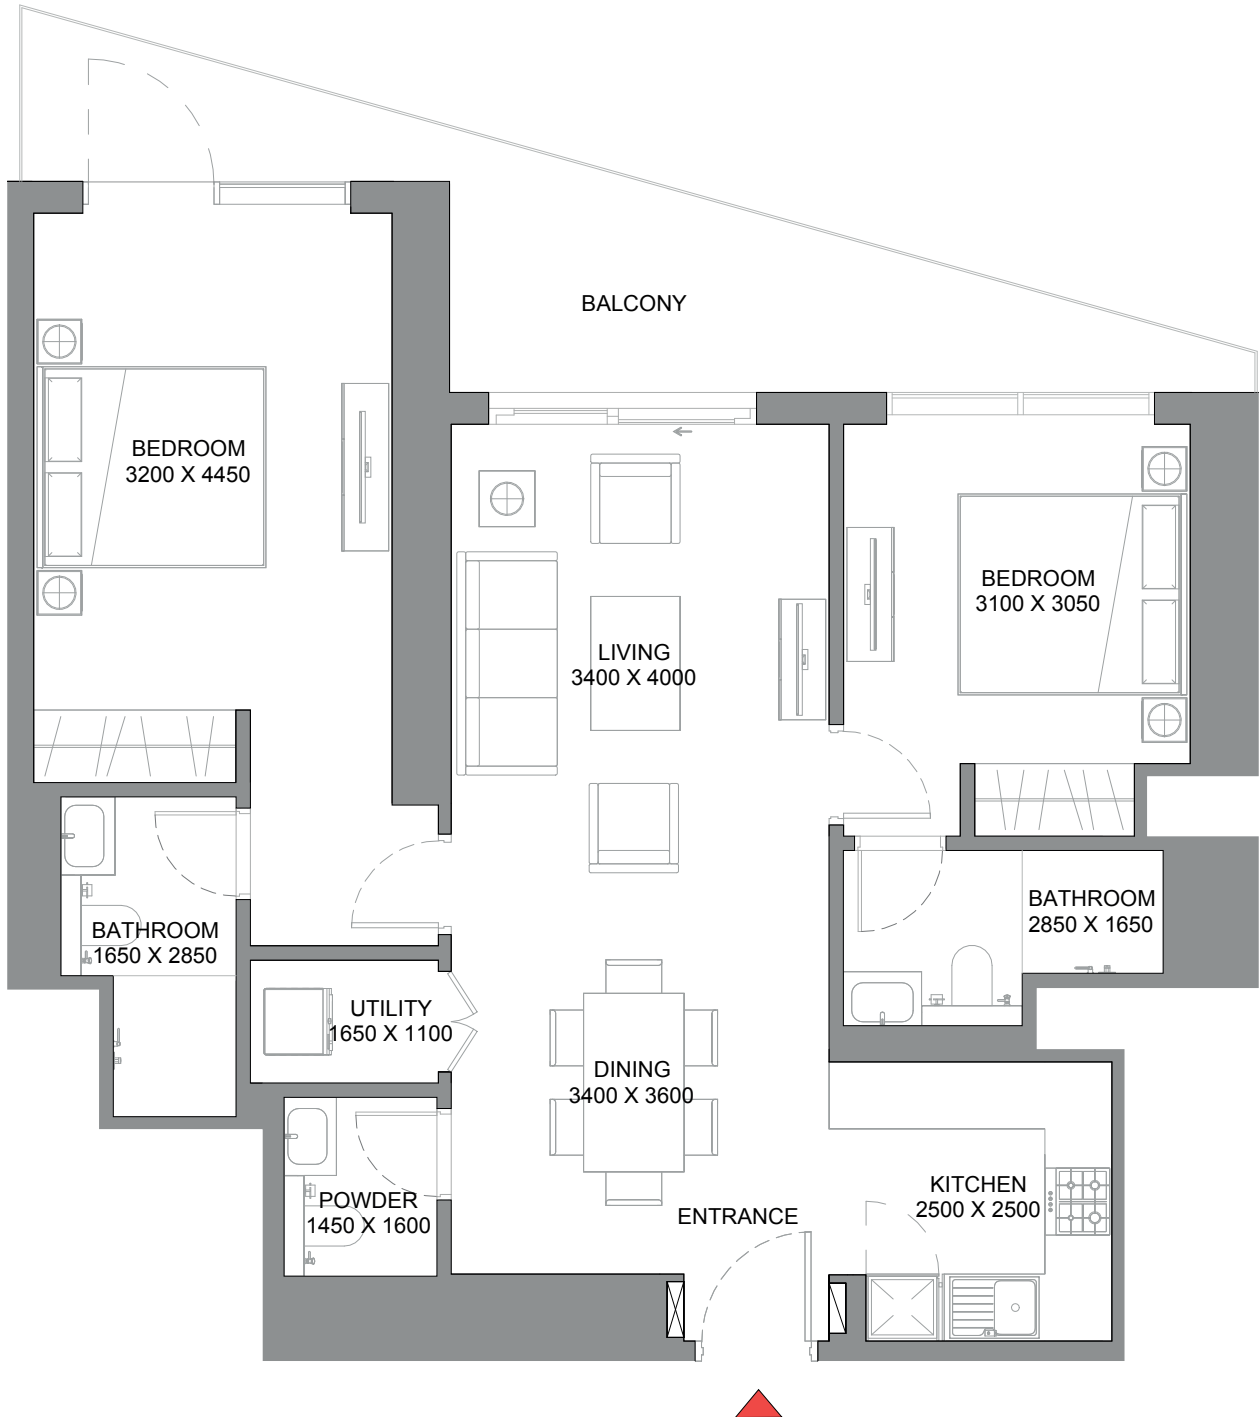 BALCONY
BEDROOM
3200 X 4450
BEDROOM
3100 X 3050
LIVING
3400 X 4000
BATHROOM
2850 X 1650
BATHROOM
1650 X 2850
UTILITY
1650 X 1100
DINING
3400 X 3600
KITCHEN
2500 X 2500
POWDER
1450 X 1600
ENTRANCE